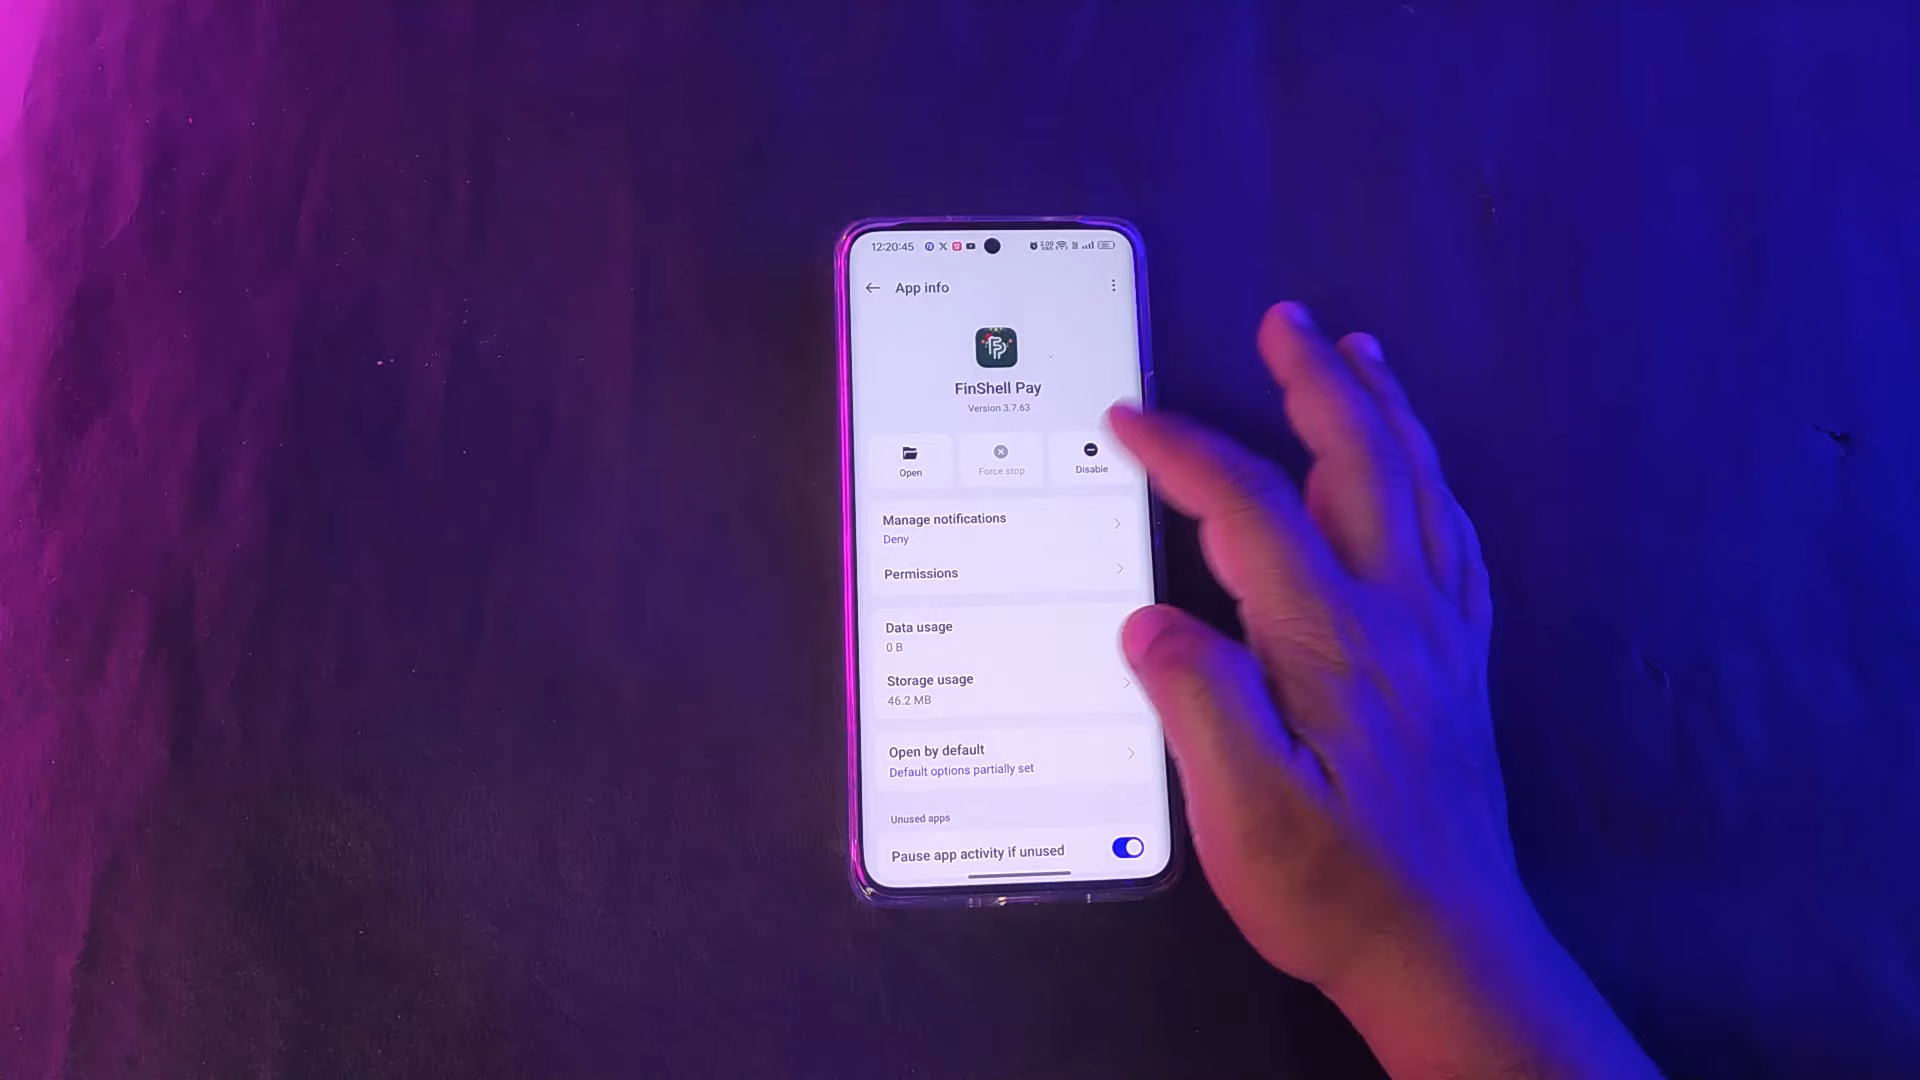 12:20:45
App info
FinShell Pay
Version 3.7.63
Open
Force stop
Disable
Manage notifications
Deny
Permissions
Data usage
0 B
Storage usage
46.2 MB
Open by default
Default options partially set
Unused apps
Pause app activity if unused